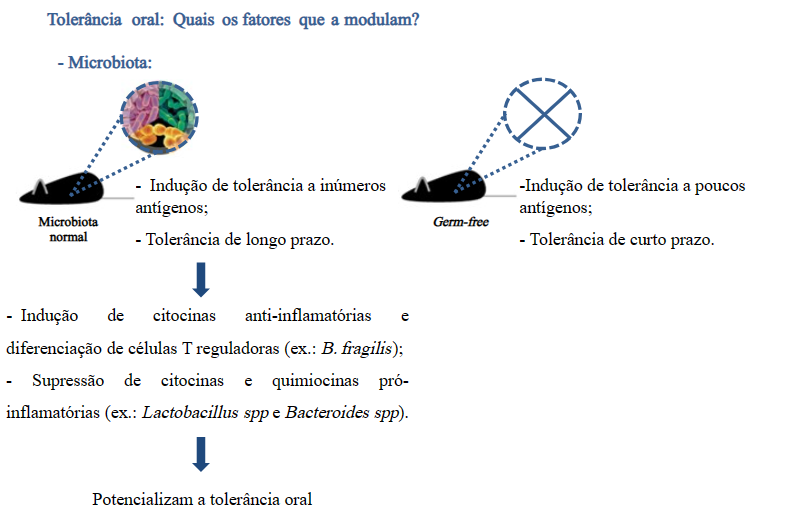 Tolerância oral: Quais os fatores que a modulam?
- Microbiota:
Microbiota
normal
- Indução de tolerância a inúmeros
antígenos;
- Tolerância de longo prazo.
Germ-free
-Indução de tolerância a poucos
antígenos;
- Tolerância de curto prazo.
- Indução de citocinas anti-inflamatórias e
diferenciação de células T reguladoras (ex.: B. fragilis);
- Supressão de citocinas e quimiocinas pró-
inflamatórias (ex.: Lactobacillus spp e Bacteroides spp).
Potencializam a tolerância oral